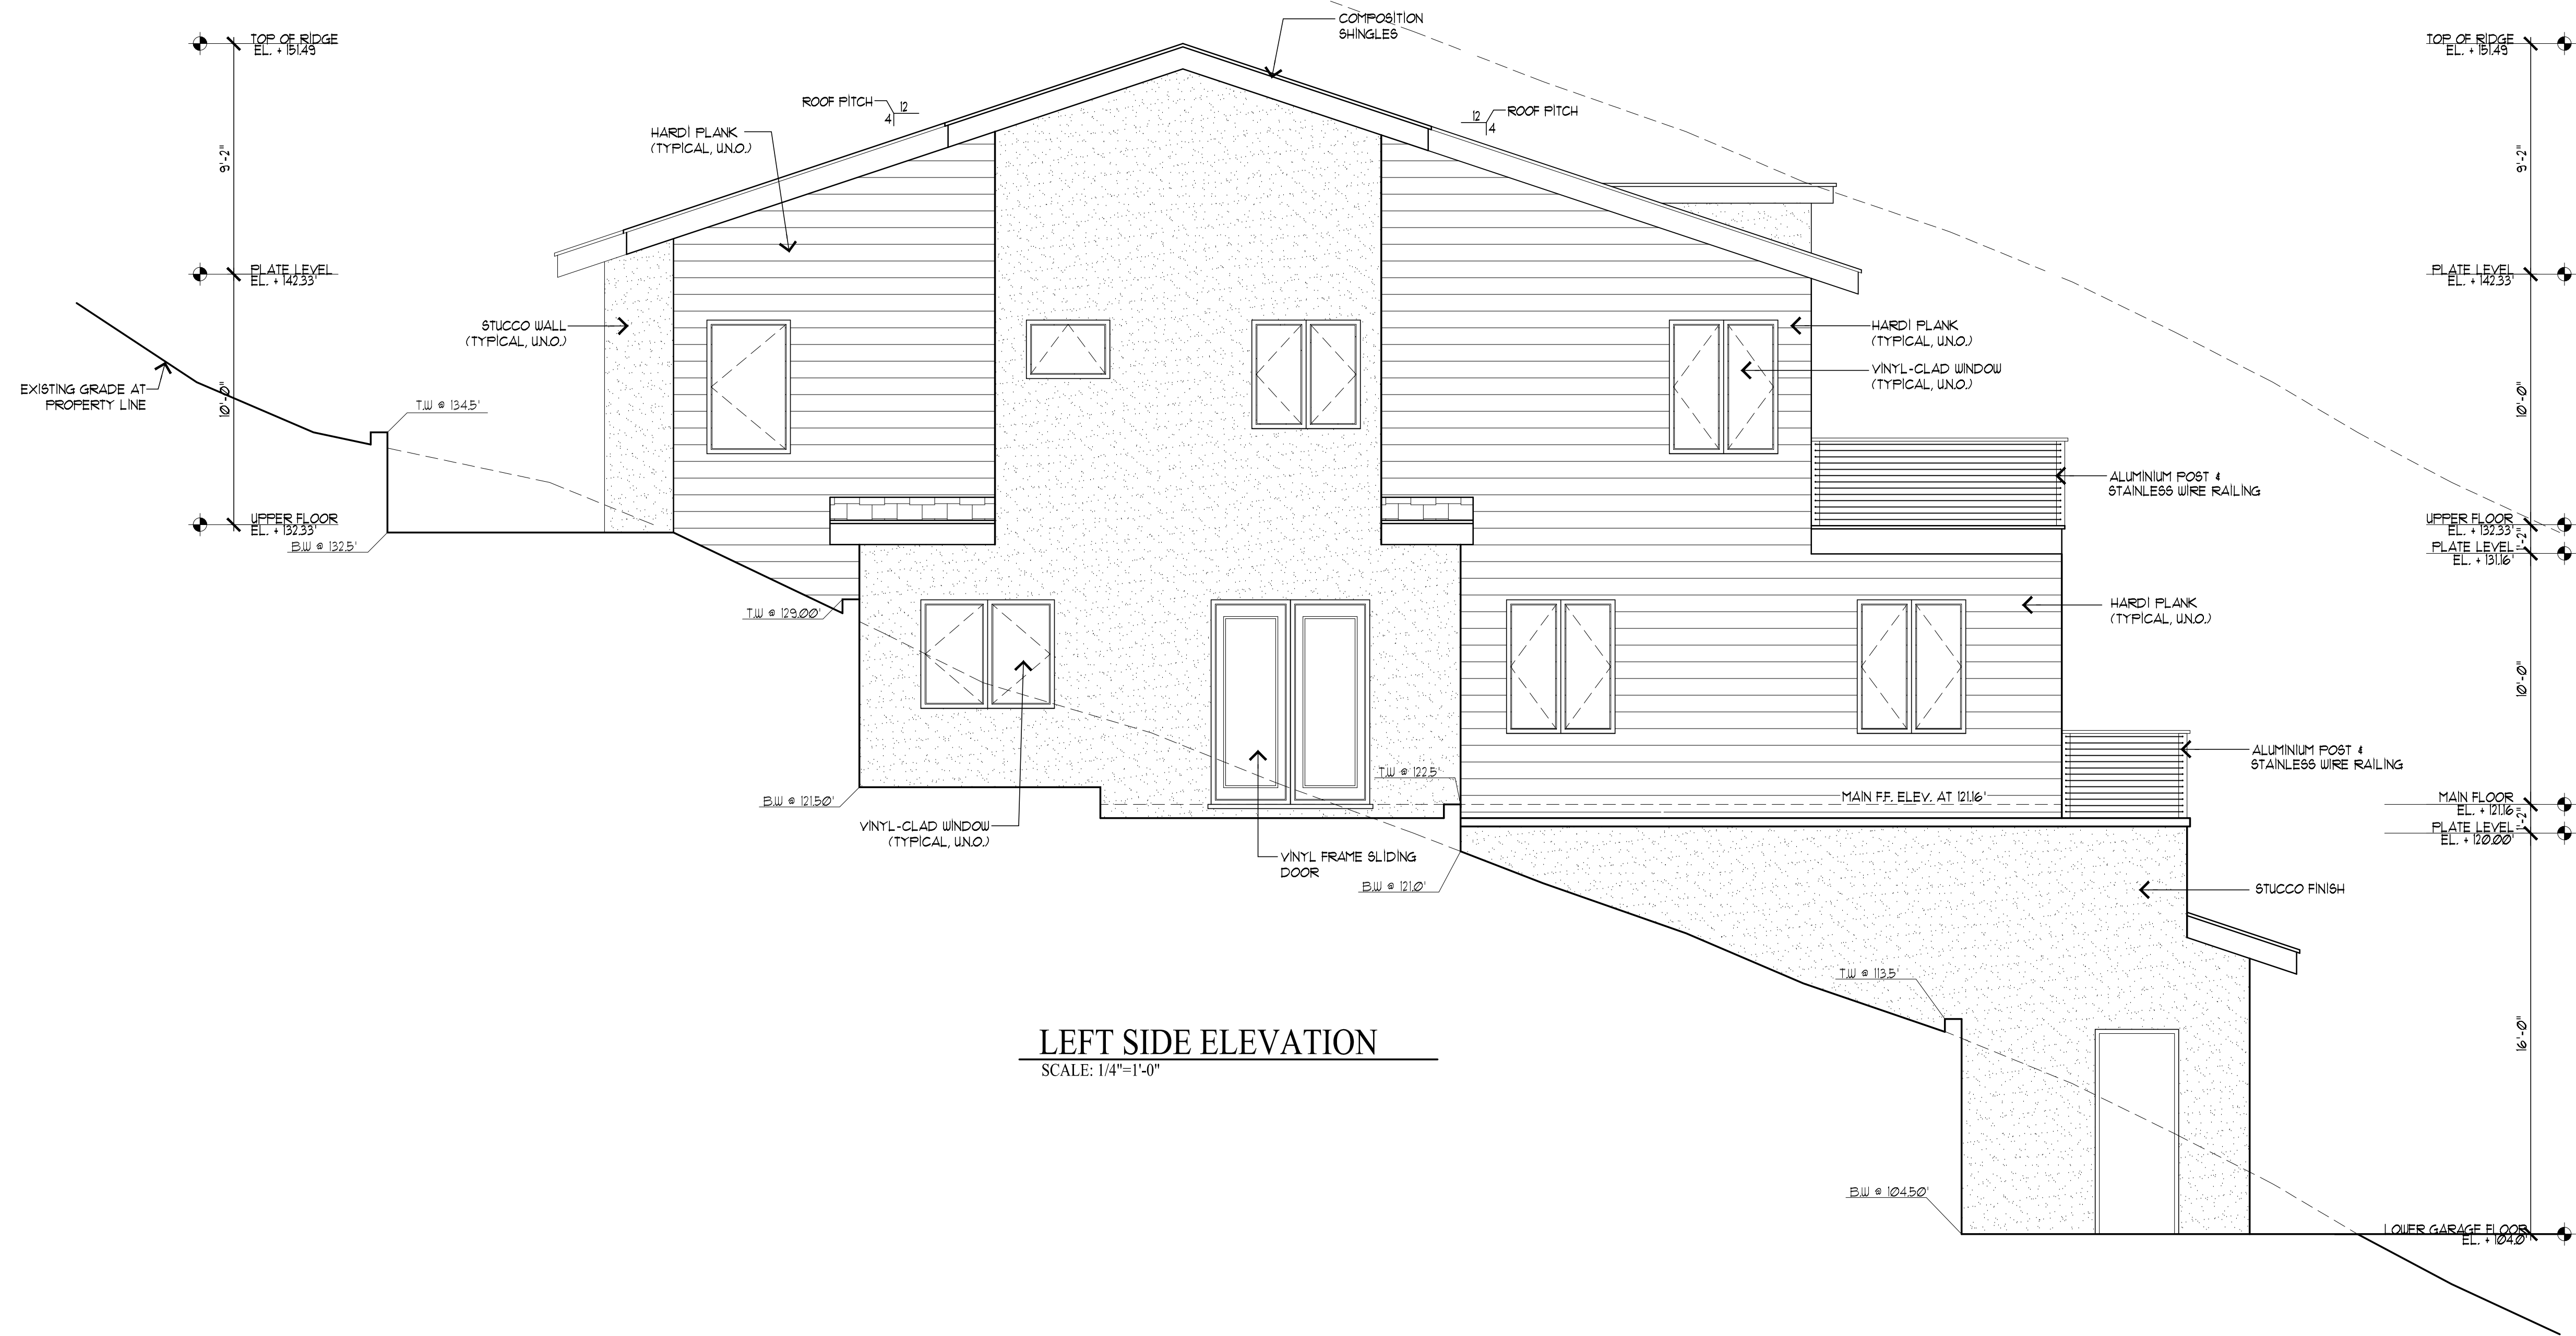 COMPOSITION
SHINGLES
TOP OF RIDGE
EL. + 151.49
TOP OF RIDGE
EL. + 151.49
ROOF PITCH
12
4
12
4
ROOF PITCH
HARDI PLANK
(TYPICAL, U.N.O.)
9'-2"
9'-2"
PLATE LEVEL
EL. + 142.33'
PLATE LEVEL
EL. + 142.33'
STUCCO WALL
(TYPICAL, U.N.O.)
HARDI PLANK
(TYPICAL, U.N.O.)
VINYL-CLAD WINDOW
(TYPICAL, U.N.O.)
EXISTING GRADE AT
PROPERTY LINE
10'-0"
10'-0"
T.W @ 134.5'
ALUMINIUM POST &
STAINLESS WIRE RAILING
UPPER FLOOR
EL. + 132.33'
B.W @ 132.5'
UPPER FLOOR
EL. + 132.33'
1'-2"
PLATE LEVEL
EL. + 131.16'
T.W @ 129.00'
HARDI PLANK
(TYPICAL, U.N.O.)
10'-0"
ALUMINIUM POST &
STAINLESS WIRE RAILING
T.W @ 122.5'
B.W @ 121.50'
MAIN F.F. ELEV. AT 121.16'
MAIN FLOOR
EL. + 121.16'
1'-2"
PLATE LEVEL
EL. + 120.00'
VINYL-CLAD WINDOW
(TYPICAL, U.N.O.)
VINYL FRAME SLIDING
DOOR
B.W @ 121.0'
STUCCO FINISH
T.W @ 113.5'
16'-0"
LEFT SIDE ELEVATION
SCALE: 1/4"=1'-0"
B.W @ 104.50'
LOWER GARAGE FLOOR
EL. + 104.0'